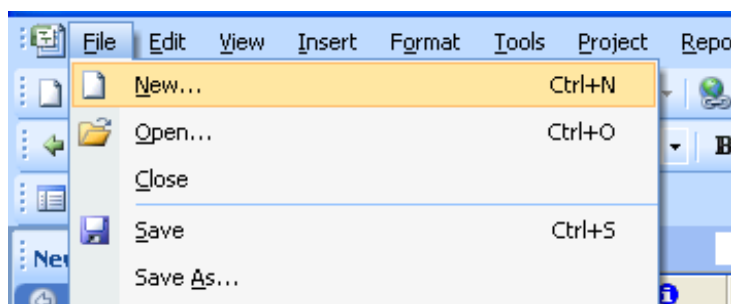 File Edit View Insert Format Tools Project
New... Ctrl+N
Open... Ctrl+O
B
Close
Save Ctrl+S
Save As...